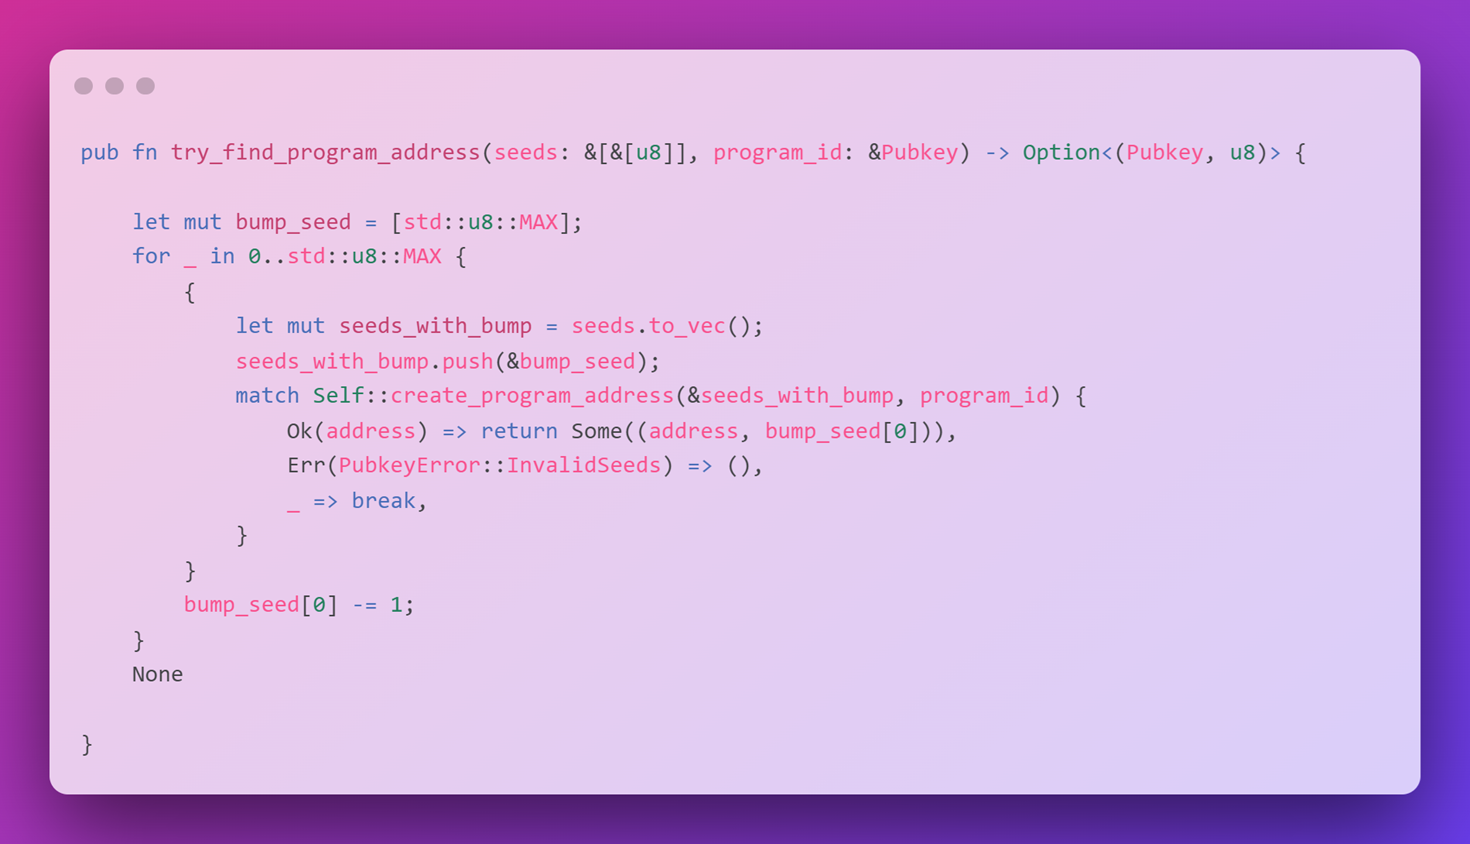 pub fn try_find_program_address(seeds: &[&[u8]], program_id: &Pubkey) -> Option<(Pubkey, u8)> {
    let mut bump_seed = [std::u8::MAX];
    for _ in 0..std::u8::MAX {
        {
            let mut seeds_with_bump = seeds.to_vec();
            seeds_with_bump.push(&bump_seed);
            match Self::create_program_address(&seeds_with_bump, program_id) {
                Ok(address) => return Some((address, bump_seed[0])),
                Err(PubkeyError::InvalidSeeds) => (),
                _ => break,
            }
        }
        bump_seed[0] -= 1;
    }
    None
}